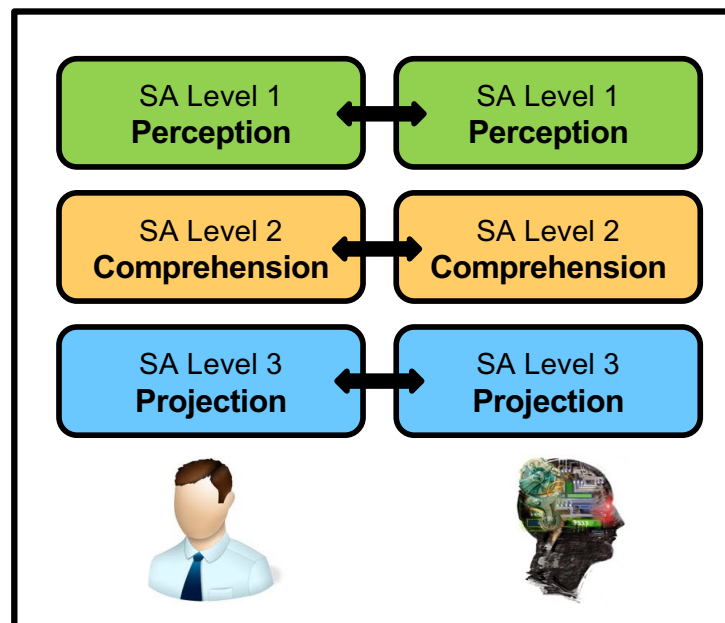 SA Level 1
Perception
SA Level 1
Perception
SA Level 2
Comprehension
SA Level 2
Comprehension
SA Level 3
Projection
SA Level 3
Projection